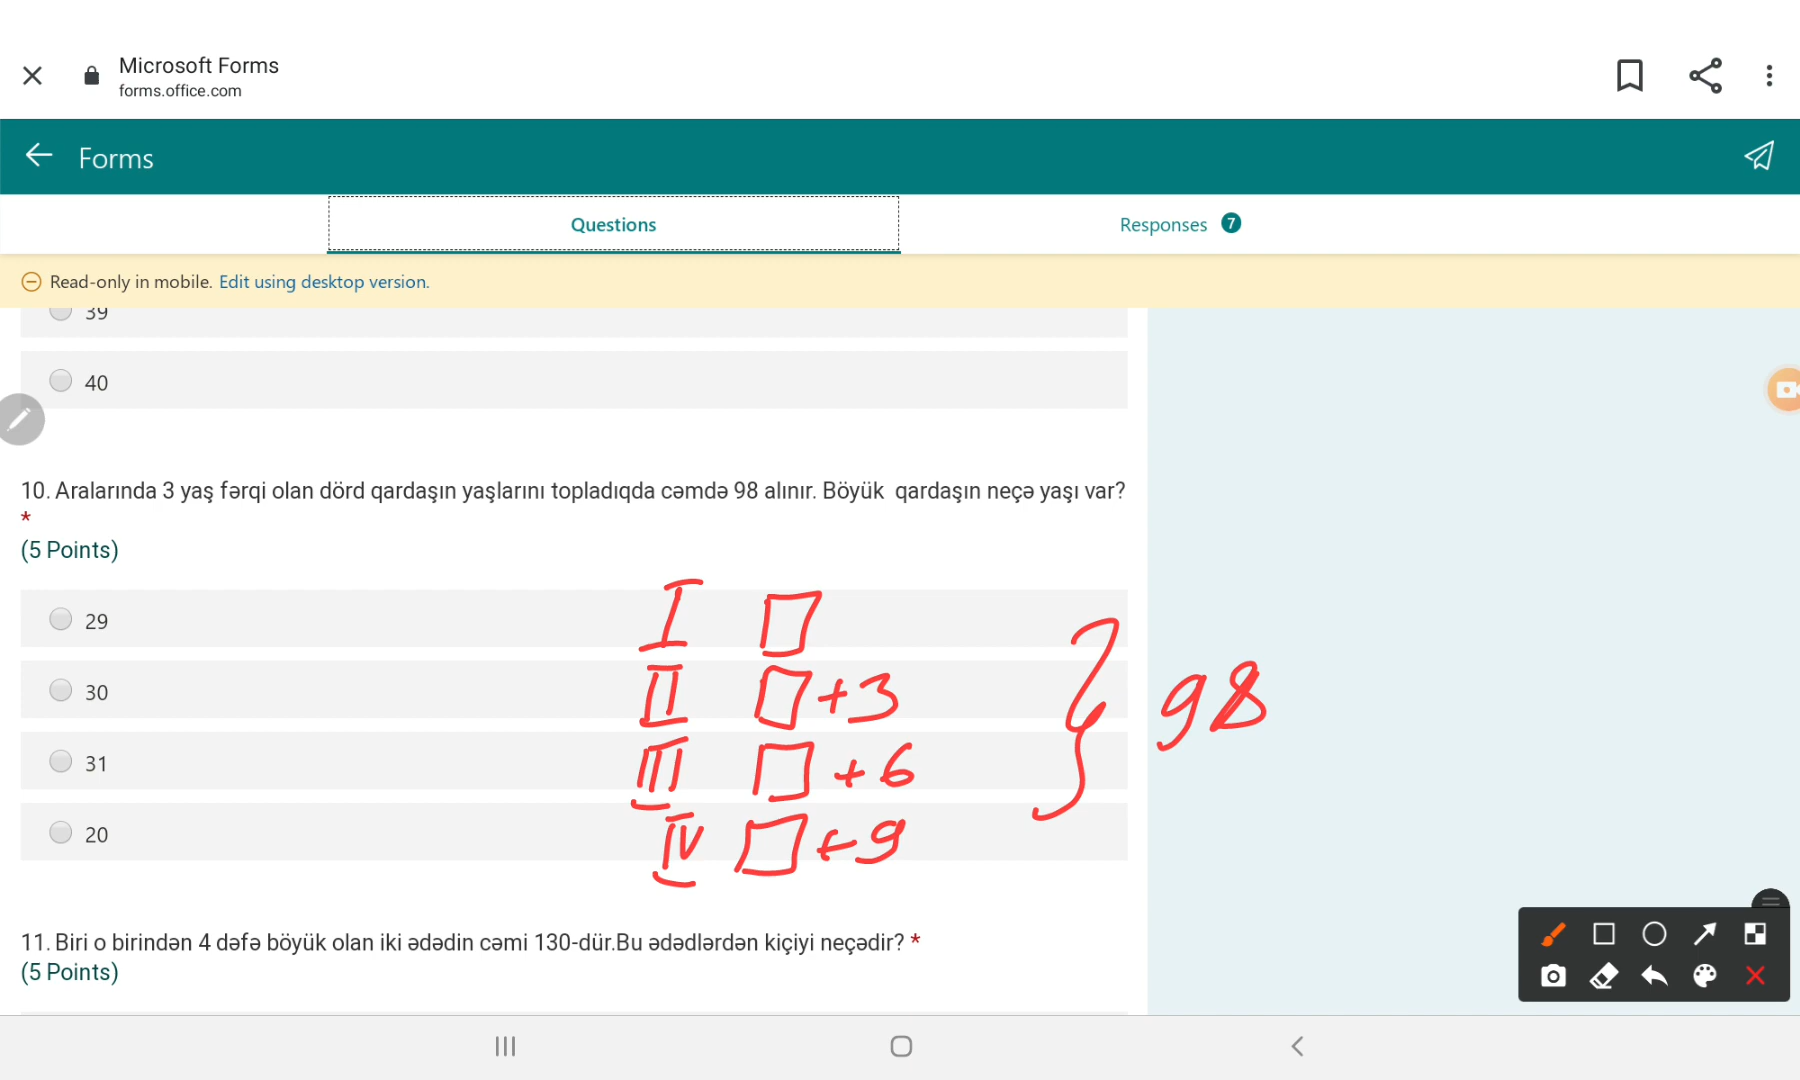 Microsoft Forms
forms.office.com
Forms
Questions
Responses 7
Read-only in mobile. Edit using desktop version.
39
40
10. Aralarında 3 yaş fərqi olan dörd qardaşın yaşlarını topladıqda cəmdə 98 alınır. Böyük qardaşın neçə yaşı var?
*
(5 Points)
29
30
31
20
I □
II □ + 3
III □ + 6
IV □ + 9
98
11. Biri o birindən 4 dəfə böyük olan iki ədədin cəmi 130-dür.Bu ədədlərdən kiçiyi neçədir? *
(5 Points)